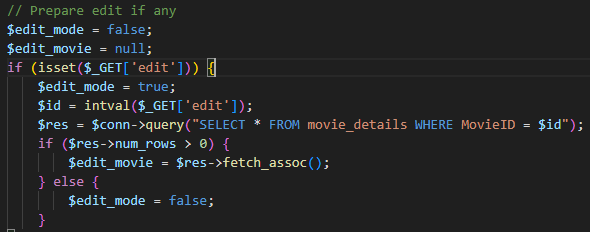 // Prepare edit if any
$edit_mode = false;
$edit_movie = null;
if (isset($_GET['edit'])) {
    $edit_mode = true;
    $id = intval($_GET['edit']);
    $res = $conn->query("SELECT * FROM movie_details WHERE MovieID = $id");
    if ($res->num_rows > 0) {
        $edit_movie = $res->fetch_assoc();
    } else {
        $edit_mode = false;
    }